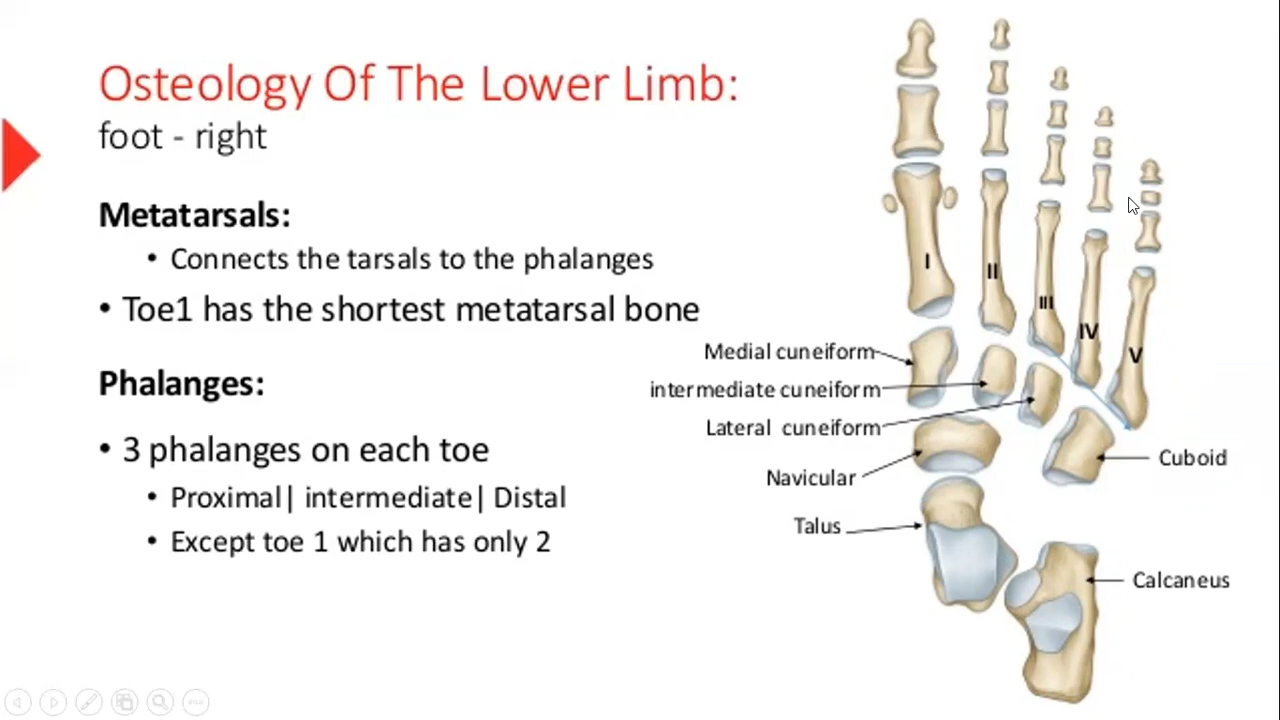 Osteology Of The Lower Limb:
foot - right
Metatarsals:
• Connects the tarsals to the phalanges
• Toe1 has the shortest metatarsal bone
Phalanges:
• 3 phalanges on each toe
• Proximal| intermediate| Distal
• Except toe 1 which has only 2
I
II
III
IV
V
Medial cuneiform
intermediate cuneiform
Lateral cuneiform
Navicular
Talus
Cuboid
Calcaneus